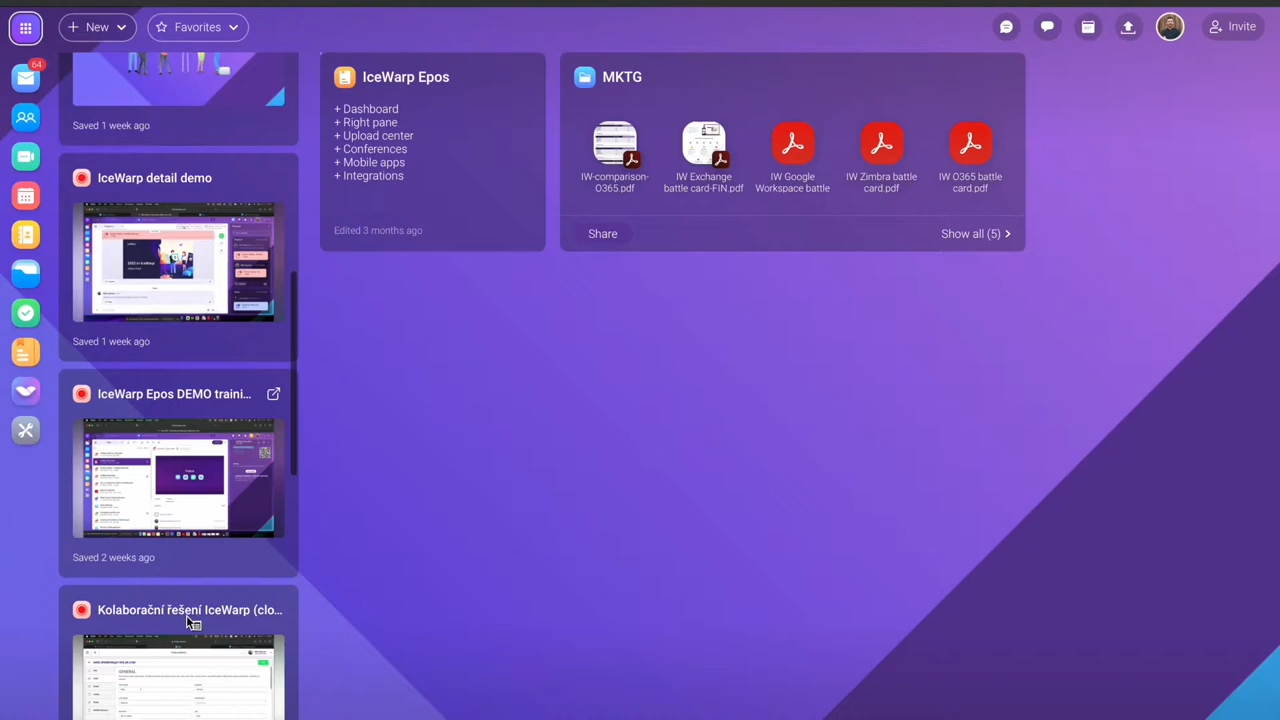 New
Favorites
Invite
64
Saved 1 week ago
IceWarp detail demo
Saved 1 week ago
IceWarp Epos DEMO traini...
Saved 2 weeks ago
Kolaborační řešení IceWarp (clo...
GENERAL
IceWarp Epos
+ Dashboard
+ Right pane
+ Upload center
+ Conferences
+ Mobile apps
+ Integrations
Edited 3 months ago
MKTG
IW-comparison-
O365.pdf
IW Exchange
battle card-FIN.pdf
IW Google
Workspace battle
IW Zimbra battle
card.pdf
IW O365 battle
card.pdf
Share
Show all (5)